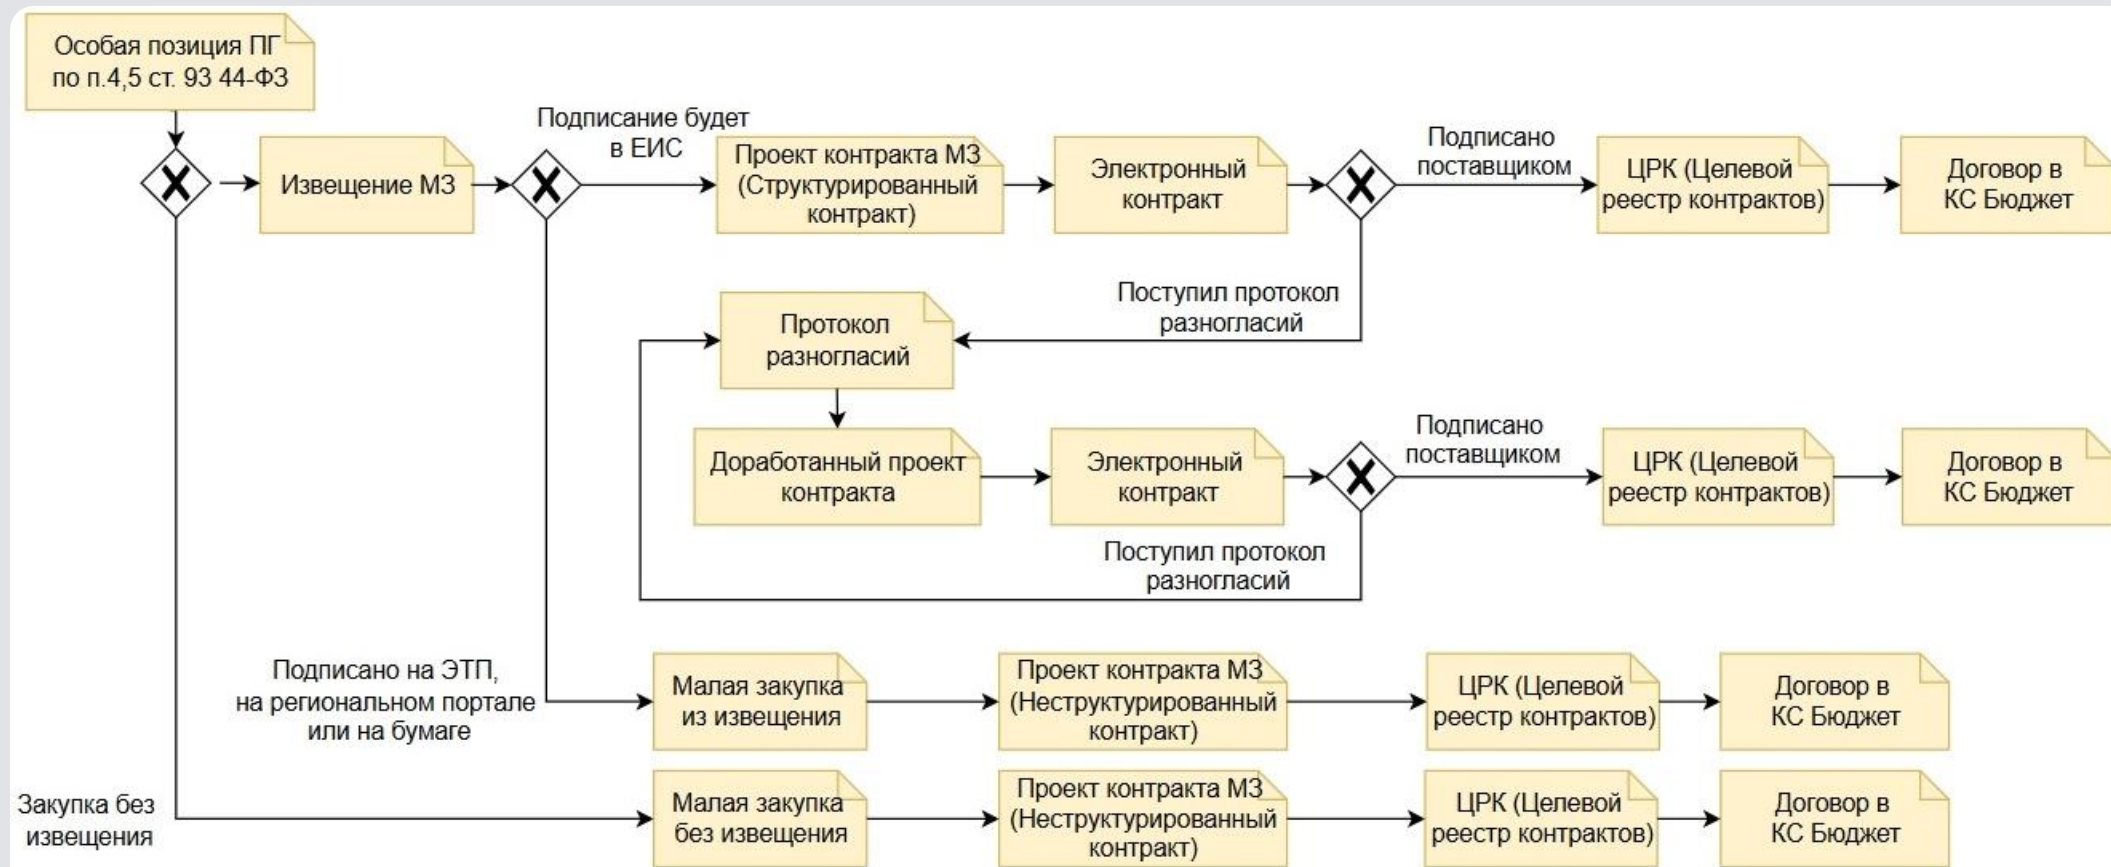 Особая позиция ПГ
по п.4,5 ст. 93 44-ФЗ
Извещение МЗ
Подписание будет
в ЕИС
Проект контракта МЗ
(Структурированный
контракт)
Электронный
контракт
Подписано
поставщиком
ЦРК (Целевой
реестр контрактов)
Договор в
КС Бюджет
Поступил протокол
разногласий
Протокол
разногласий
Доработанный проект
контракта
Электронный
контракт
Подписано
поставщиком
ЦРК (Целевой
реестр контрактов)
Договор в
КС Бюджет
Поступил протокол
разногласий
Подписано на ЭТП,
на региональном портале
или на бумаге
Малая закупка
из извещения
Проект контракта МЗ
(Неструктурированный
контракт)
ЦРК (Целевой
реестр контрактов)
Договор в
КС Бюджет
Закупка без
извещения
Малая закупка
без извещения
Проект контракта МЗ
(Неструктурированный
контракт)
ЦРК (Целевой
реестр контрактов)
Договор в
КС Бюджет